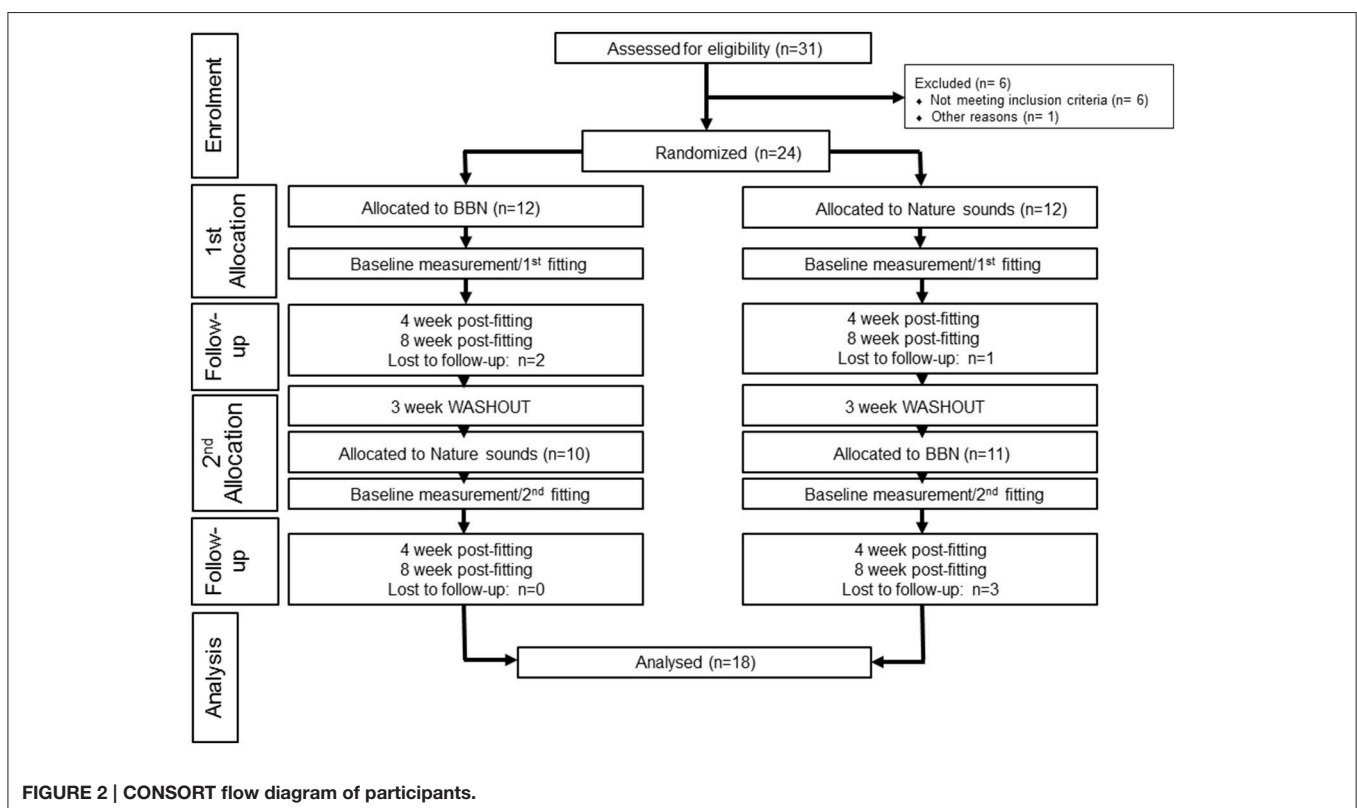 Enrolment
Assessed for eligibility (n=31)
Excluded (n= 6)
♦ Not meeting inclusion criteria (n= 6)
♦ Other reasons (n= 1)
Randomized (n=24)
1st
Allocation
Allocated to BBN (n=12)
Allocated to Nature sounds (n=12)
Baseline measurement/1st fitting
Baseline measurement/1st fitting
Follow-
up
4 week post-fitting
8 week post-fitting
Lost to follow-up: n=2
4 week post-fitting
8 week post-fitting
Lost to follow-up: n=1
2nd
Allocation
3 week WASHOUT
3 week WASHOUT
Allocated to Nature sounds (n=10)
Allocated to BBN (n=11)
Baseline measurement/2nd fitting
Baseline measurement/2nd fitting
Follow-
up
4 week post-fitting
8 week post-fitting
Lost to follow-up: n=0
4 week post-fitting
8 week post-fitting
Lost to follow-up: n=3
Analysis
Analysed (n=18)
FIGURE 2 | CONSORT flow diagram of participants.